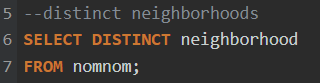 5 --distinct neighborhoods
6 SELECT DISTINCT neighborhood
7 FROM nomnom;